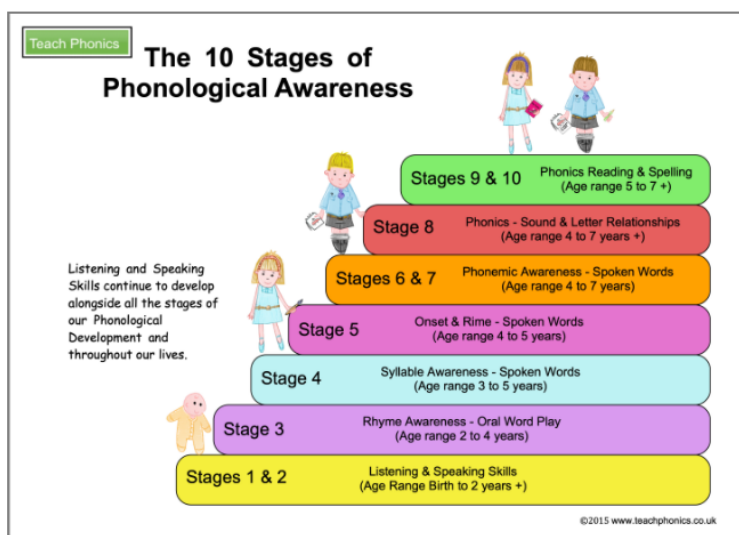 Teach Phonics
The 10 Stages of
Phonological Awareness
Stages 9 & 10
Phonics Reading & Spelling
(Age range 5 to 7 +)
Stage 8
Phonics - Sound & Letter Relationships
(Age range 4 to 7 years +)
Stages 6 & 7
Phonemic Awareness - Spoken Words
(Age range 4 to 7 years)
Listening and Speaking
Skills continue to develop
alongside all the stages of
our Phonological
Development and
throughout our lives.
Stage 5
Onset & Rime - Spoken Words
(Age range 4 to 5 years)
Stage 4
Syllable Awareness - Spoken Words
(Age range 3 to 5 years)
Stage 3
Rhyme Awareness - Oral Word Play
(Age range 2 to 4 years)
Stages 1 & 2
Listening & Speaking Skills
(Age Range Birth to 2 years +)
©2015 www.teachphonics.co.uk